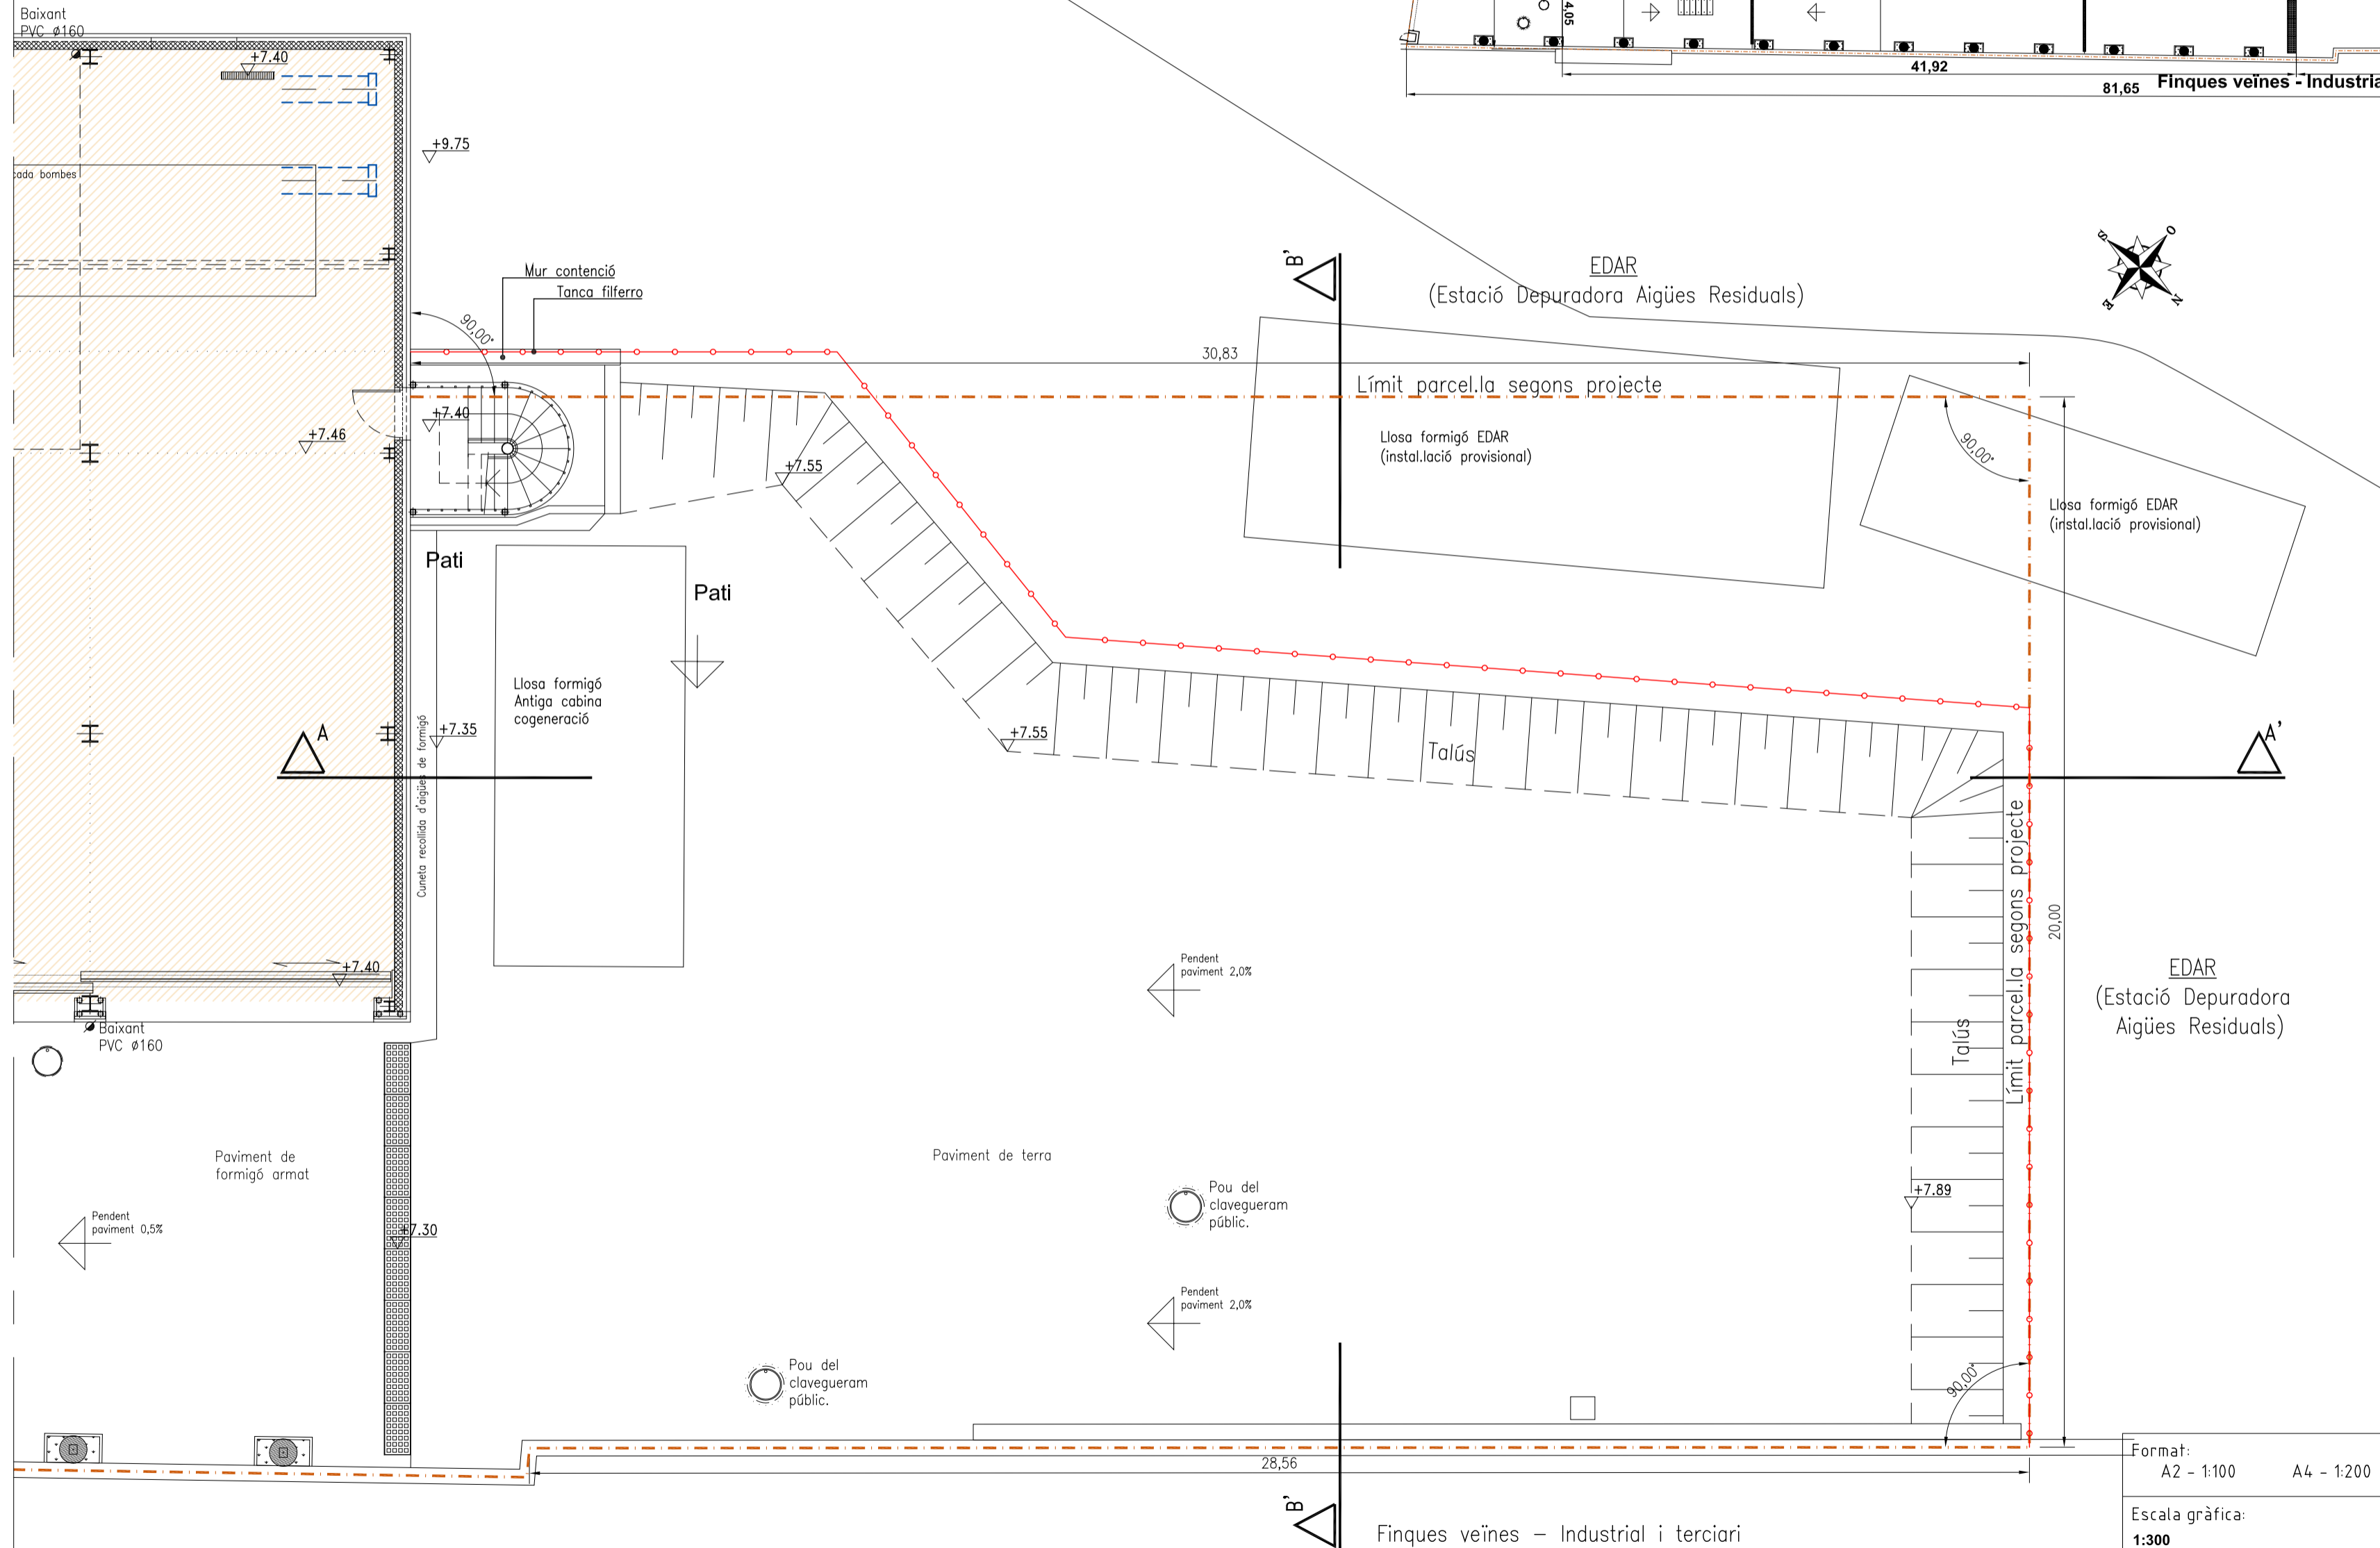 Baixant
PVC ø160
+7.40
4,05
41,92
81,65
Finques veïnes - Industria
+9.75
cada bombes
Mur contenció
Tanca filferro
90,00°
B'
EDAR
(Estació Depuradora Aigües Residuals)
S
O
E
N
30,83
Límit parcel.la segons projecte
+7.40
+7.46
+7.55
Llosa formigó EDAR
(instal.lació provisional)
90,00°
Llosa formigó EDAR
(instal.lació provisional)
Pati
Pati
Llosa formigó
Antiga cabina
cogeneració
Cuneta recollida d'aigües de formigó
+7.35
A
+7.55
Talús
A'
Límit parcel.la segons projecte
20,00
+7.40
Pendent
paviment 2,0%
EDAR
(Estació Depuradora
Aigües Residuals)
Baixant
PVC ø160
Talús
Paviment de
formigó armat
Paviment de terra
Pou del
clavegueram
públic.
+7.89
Pendent
paviment 0,5%
+7.30
Pendent
paviment 2,0%
Pou del
clavegueram
públic.
90,00°
28,56
B'
Finques veïnes - Industrial i terciari
Format:
A2 - 1:100
A4 - 1:200
Escala gràfica:
1:300